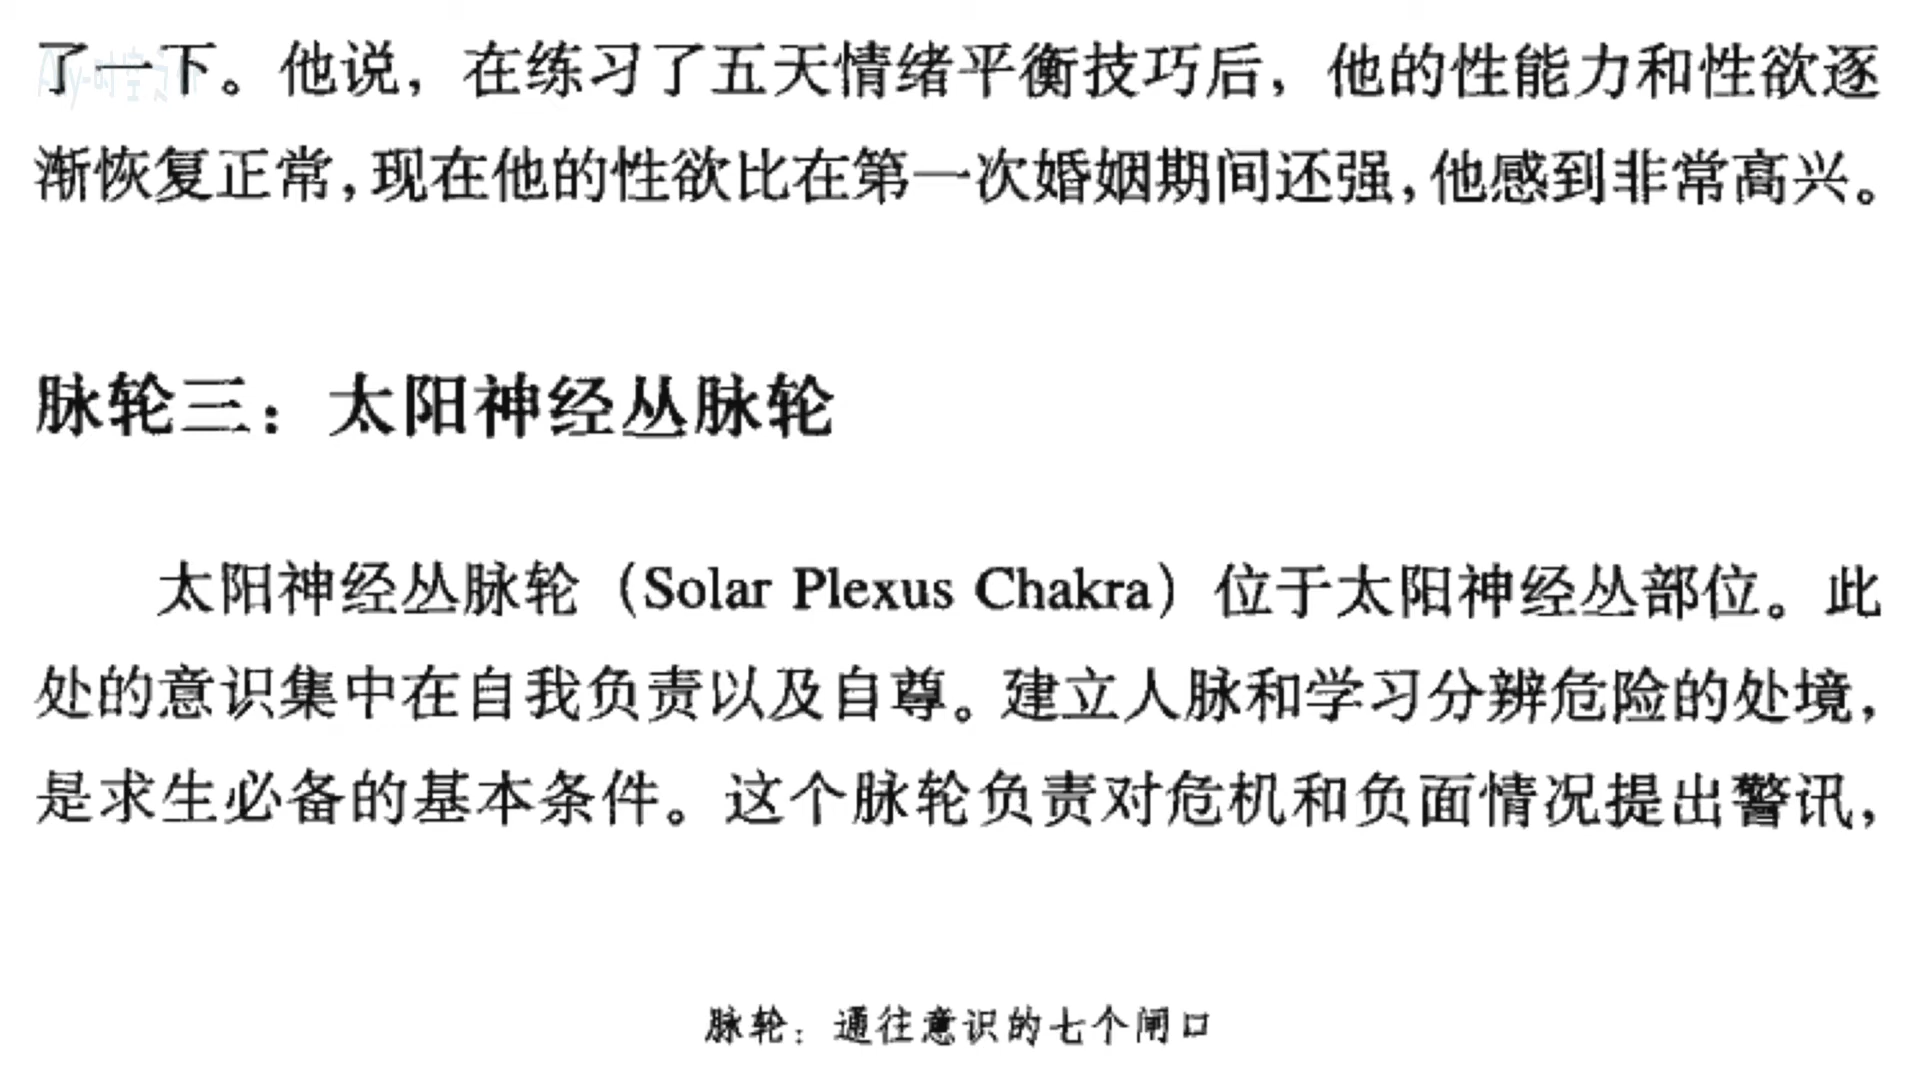 了一下。他说，在练习了五天情绪平衡技巧后，他的性能力和性欲逐
渐恢复正常，现在他的性欲比在第一次婚姻期间还强，他感到非常高兴。
脉轮三：太阳神经丛脉轮
太阳神经丛脉轮（Solar Plexus Chakra）位于太阳神经丛部位。此
处的意识集中在自我负责以及自尊。建立人脉和学习分辨危险的处境，
是求生必备的基本条件。这个脉轮负责对危机和负面情况提出警讯，
脉轮：通往意识的七个闸口